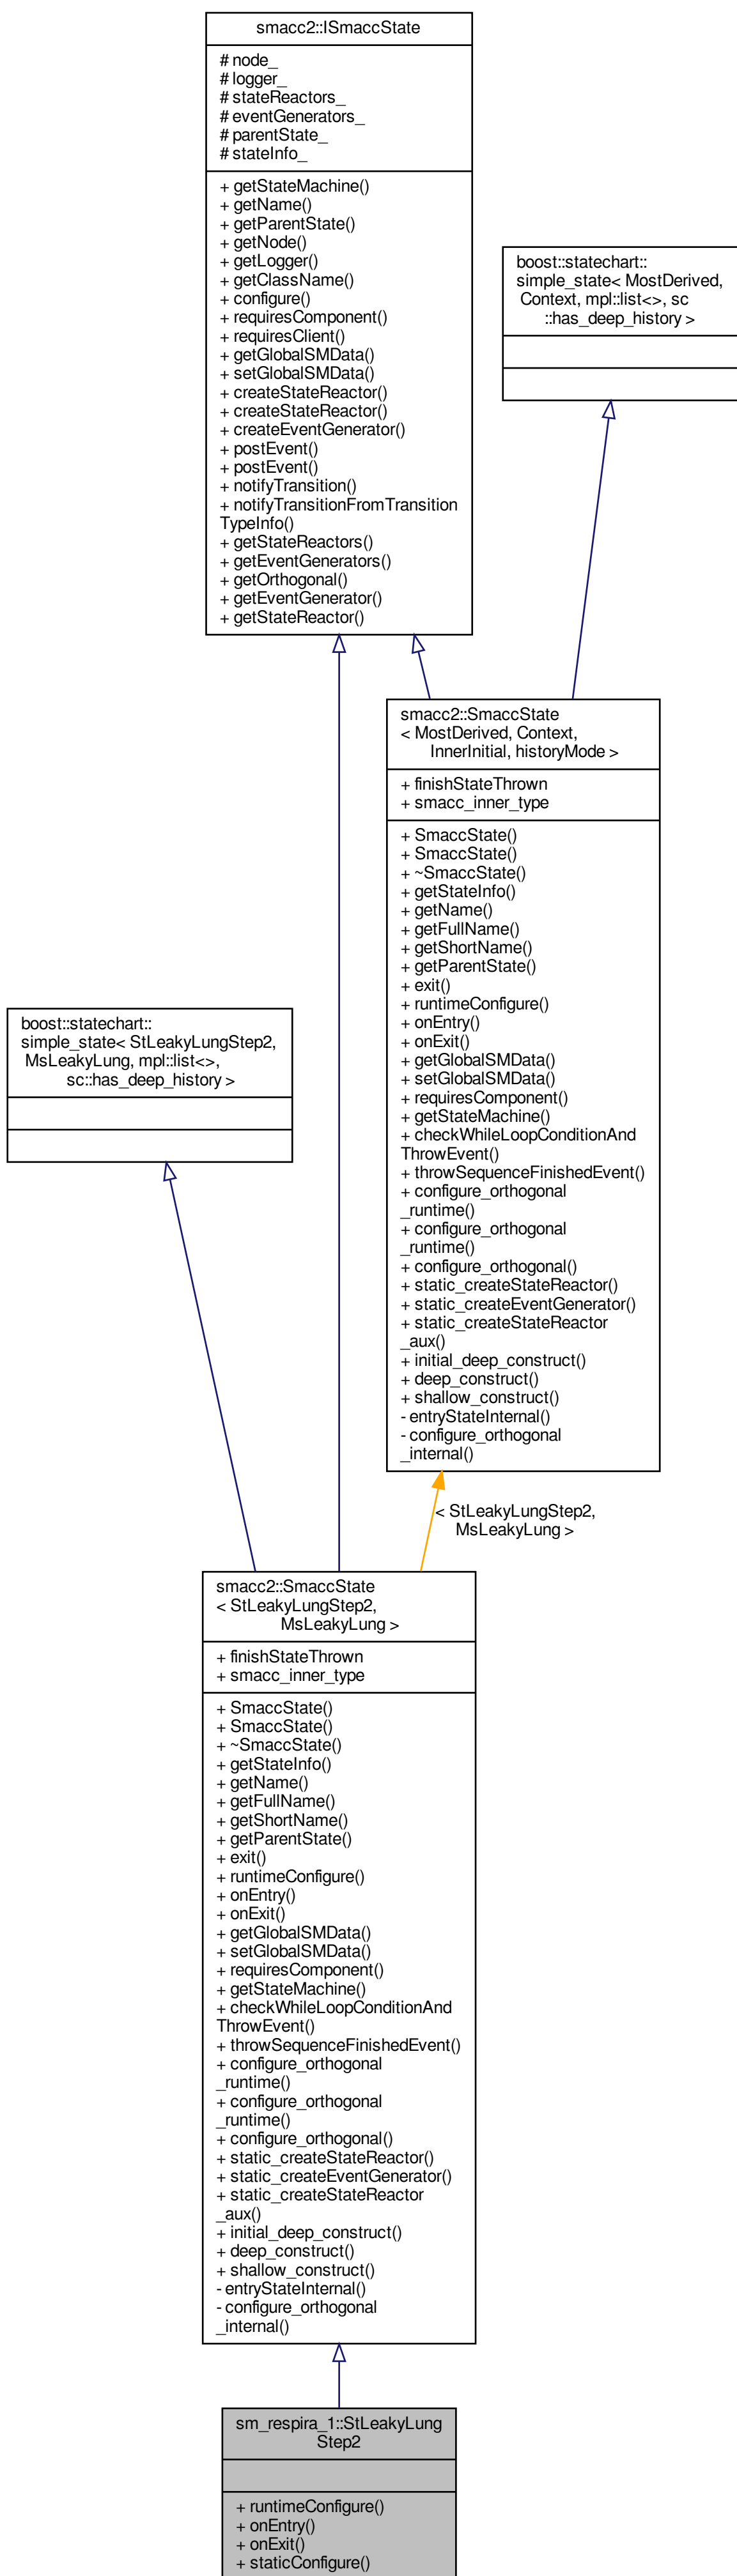 smacc2::ISmaccState
# node_
# logger_
# stateReactors_
# eventGenerators_
# parentState_
# stateInfo_
+ getStateMachine()
+ getName()
+ getParentState()
+ getNode()
+ getLogger()
+ getClassName()
+ configure()
+ requiresComponent()
+ requiresClient()
+ getGlobalSMData()
+ setGlobalSMData()
+ createStateReactor()
+ createStateReactor()
+ createEventGenerator()
+ postEvent()
+ postEvent()
+ notifyTransition()
+ notifyTransitionFromTransition
TypeInfo()
+ getStateReactors()
+ getEventGenerators()
+ getOrthogonal()
+ getEventGenerator()
+ getStateReactor()
boost::statechart::
simple_state< MostDerived,
Context, mpl::list<>, sc
::has_deep_history >
smacc2::SmaccState
< MostDerived, Context,
InnerInitial, historyMode >
+ finishStateThrown
+ smacc_inner_type
+ SmaccState()
+ SmaccState()
+ ~SmaccState()
+ getStateInfo()
+ getName()
+ getFullName()
+ getShortName()
+ getParentState()
+ exit()
+ runtimeConfigure()
+ onEntry()
+ onExit()
+ getGlobalSMData()
+ setGlobalSMData()
+ requiresComponent()
+ getStateMachine()
+ checkWhileLoopConditionAnd
ThrowEvent()
+ throwSequenceFinishedEvent()
+ configure_orthogonal
_runtime()
+ configure_orthogonal
_runtime()
+ configure_orthogonal()
+ static_createStateReactor()
+ static_createEventGenerator()
+ static_createStateReactor
_aux()
+ initial_deep_construct()
+ deep_construct()
+ shallow_construct()
- entryStateInternal()
- configure_orthogonal
_internal()
boost::statechart::
simple_state< StLeakyLungStep2,
MsLeakyLung, mpl::list<>,
sc::has_deep_history >
< StLeakyLungStep2,
MsLeakyLung >
smacc2::SmaccState
< StLeakyLungStep2,
MsLeakyLung >
+ finishStateThrown
+ smacc_inner_type
+ SmaccState()
+ SmaccState()
+ ~SmaccState()
+ getStateInfo()
+ getName()
+ getFullName()
+ getShortName()
+ getParentState()
+ exit()
+ runtimeConfigure()
+ onEntry()
+ onExit()
+ getGlobalSMData()
+ setGlobalSMData()
+ requiresComponent()
+ getStateMachine()
+ checkWhileLoopConditionAnd
ThrowEvent()
+ throwSequenceFinishedEvent()
+ configure_orthogonal
_runtime()
+ configure_orthogonal
_runtime()
+ configure_orthogonal()
+ static_createStateReactor()
+ static_createEventGenerator()
+ static_createStateReactor
_aux()
+ initial_deep_construct()
+ deep_construct()
+ shallow_construct()
- entryStateInternal()
- configure_orthogonal
_internal()
sm_respira_1::StLeakyLung
Step2
+ runtimeConfigure()
+ onEntry()
+ onExit()
+ staticConfigure()